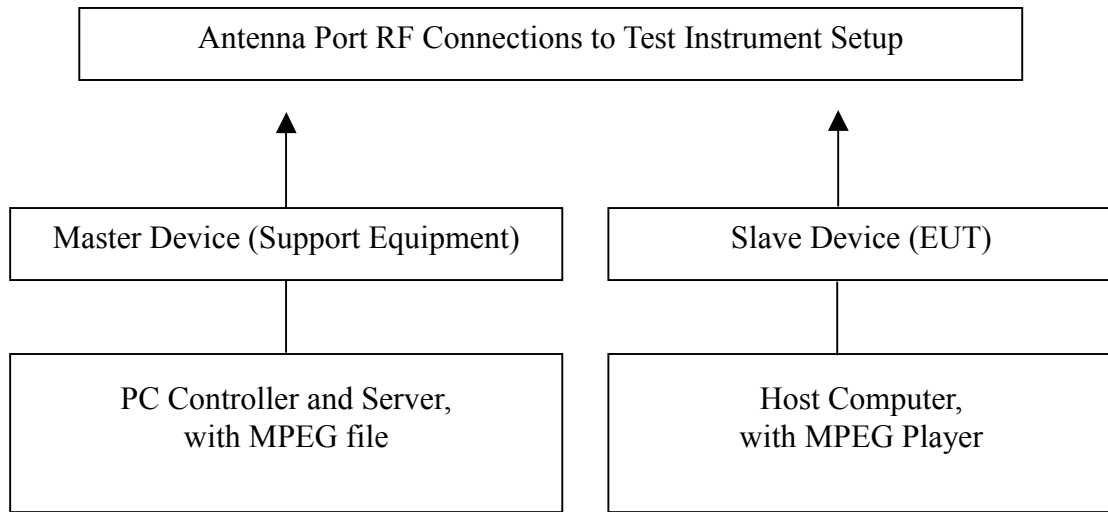 Antenna Port RF Connections to Test Instrument Setup
Master Device (Support Equipment)
Slave Device (EUT)
PC Controller and Server,
with MPEG file
Host Computer,
with MPEG Player